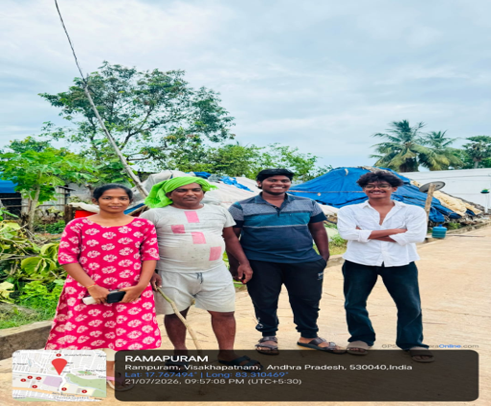 RAMAPURAM
Rampuram, Visakhapatnam, Andhra Pradesh, 530040,India
Lat: 17.767494° | Long: 83.310469°
21/07/2026, 09:57:08 PM (UTC+5:30)